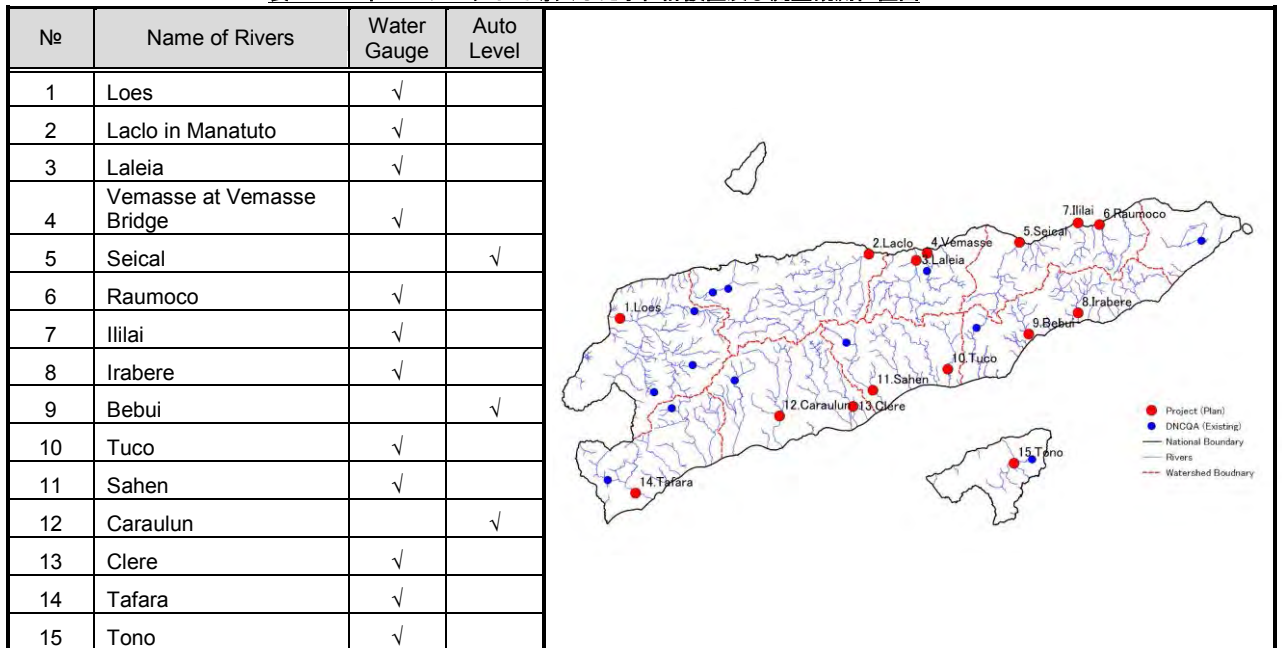 № Name of Rivers Water Gauge Auto Level
1 Loes √
2 Laclo in Manatuto √
3 Laleia √
4 Vemasse at Vemasse Bridge √
5 Seical √
6 Raumoco √
7 Ililai √
8 Irabere √
9 Bebui √
10 Tuco √
11 Sahen √
12 Caraulun √
13 Clere √
14 Tafara √
15 Tono √
7.Ililai
6.Raumoco
5.Seical
2.Laclo
4.Vemasse
3.Laleia
1.Loes
8.Irabere
9.Bebui
10.Tuco
11.Sahen
12.Caraulun
13.Clere
15.Tono
14.Tafara
Project (Plan)
DNCQA (Existing)
National Boundary
Rivers
Watershed Boudnary